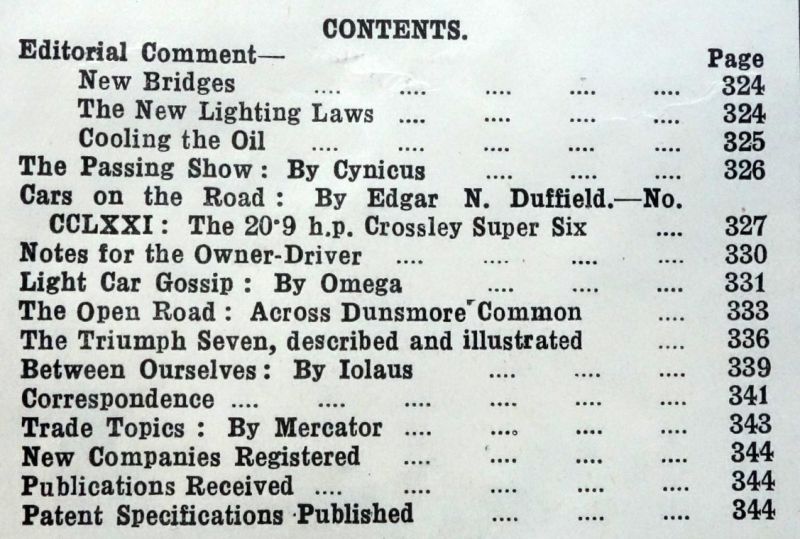 CONTENTS.
Editorial Comment— Page
New Bridges .... .... .... .... .... 324
The New Lighting Laws .... .... .... .... 324
Cooling the Oil .... .... .... .... .... 325
The Passing Show : By Cynicus .... .... .... 326
Cars on the Road : By Edgar N. Duffield.—No.
CCLXXI : The 20·9 h.p. Crossley Super Six .... 327
Notes for the Owner-Driver .... .... .... .... 330
Light Car Gossip : By Omega .... .... .... 331
The Open Road : Across Dunsmore Common .... 333
The Triumph Seven, described and illustrated .... 336
Between Ourselves : By Iolaus .... .... .... 339
Correspondence .... .... .... .... .... .... 341
Trade Topics : By Mercator .... .... .... .... 343
New Companies Registered .... .... .... .... 344
Publications Received .... .... .... .... .... 344
Patent Specifications Published .... .... .... 344